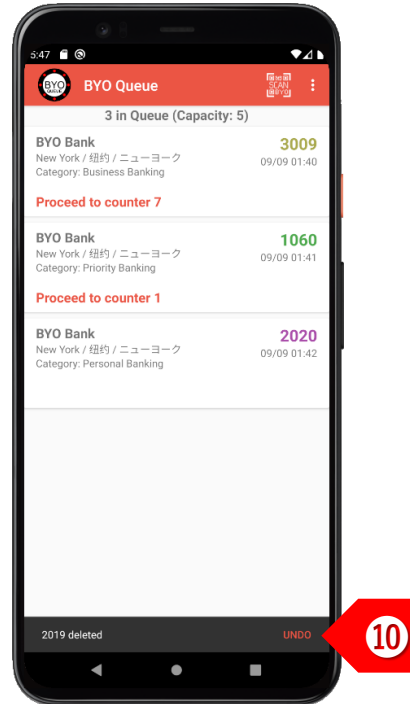 5:47
BYO
QUEUE
BYO Queue
SCAN
BYO
3 in Queue (Capacity: 5)
BYO Bank
3009
New York / 纽约 / ニューヨーク
09/09 01:40
Category: Business Banking
Proceed to counter 7
BYO Bank
1060
New York / 纽约 / ニューヨーク
09/09 01:41
Category: Priority Banking
Proceed to counter 1
BYO Bank
2020
New York / 纽约 / ニューヨーク
09/09 01:42
Category: Personal Banking
2019 deleted
UNDO
10